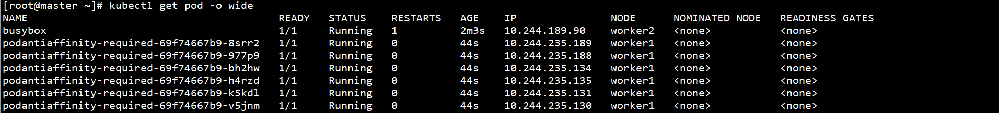 [root@master ~]# kubectl get pod -o wide
NAME READY STATUS RESTARTS AGE IP NODE NOMINATED NODE READINESS GATES
busybox 1/1 Running 1 2m3s 10.244.189.90 worker2 <none> <none>
podantiaffinity-required-69f74667b9-8srr2 1/1 Running 0 44s 10.244.235.189 worker1 <none> <none>
podantiaffinity-required-69f74667b9-977p9 1/1 Running 0 44s 10.244.235.188 worker1 <none> <none>
podantiaffinity-required-69f74667b9-bh2hw 1/1 Running 0 44s 10.244.235.134 worker1 <none> <none>
podantiaffinity-required-69f74667b9-h4rzd 1/1 Running 0 44s 10.244.235.135 worker1 <none> <none>
podantiaffinity-required-69f74667b9-k5kdl 1/1 Running 0 44s 10.244.235.131 worker1 <none> <none>
podantiaffinity-required-69f74667b9-v5jnm 1/1 Running 0 44s 10.244.235.130 worker1 <none> <none>